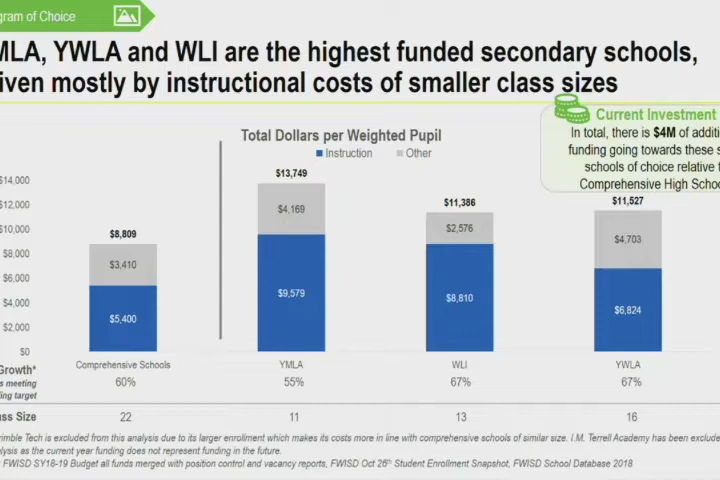 gram of Choice
MLA, YWLA and WLI are the highest funded secondary schools,
iven mostly by instructional costs of smaller class sizes
Current Investment
In total, there is $4M of additi
funding going towards these s
schools of choice relative t
Comprehensive High Schoo
Total Dollars per Weighted Pupil
Instruction Other
$14,000
$12,000
$10,000
$8,000
$6,000
$4,000
$2,000
$0
$8,809
$3,410
$5,400
$13,749
$4,169
$9,579
$11,386
$2,576
$8,810
$11,527
$4,703
$6,824
Comprehensive Schools YMLA WLI YWLA
Growth* 60% 55% 67% 67%
s meeting
ing target
lass Size 22 11 13 16
rimble Tech is excluded from this analysis due to its larger enrollment which makes its costs more in line with comprehensive schools of similar size. I.M. Terrell Academy has been exclude
alysis as the current year funding does not represent funding in the future.
: FWISD SY18-19 Budget all funds merged with position control and vacancy reports, FWISD Oct 26th Student Enrollment Snapshot, FWISD School Database 2018